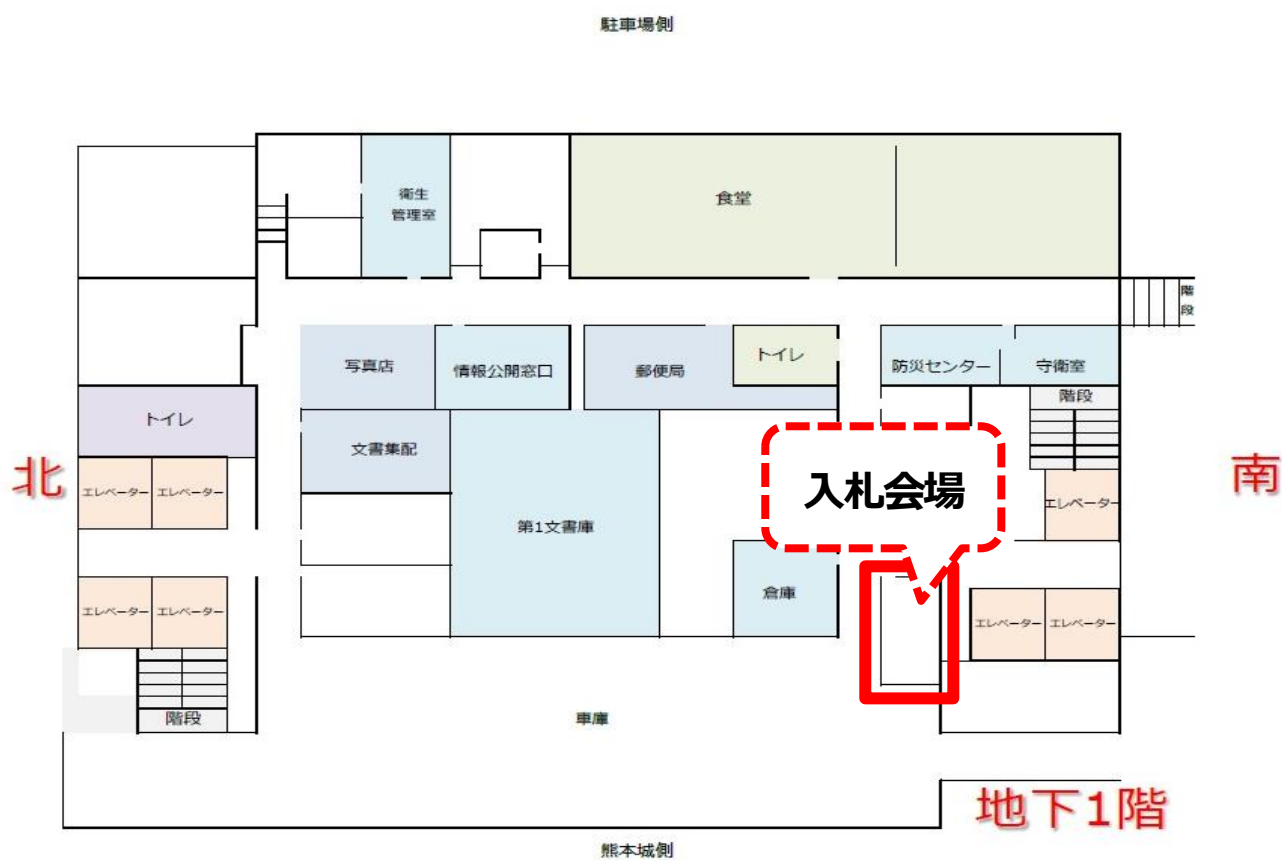 駐車場側
衛生
管理室
食堂
階
段
写真店
情報公開窓口
郵便局
トイレ
防災センター
守衛室
トイレ
文書集配
階段
北
エレベーター
エレベーター
第1文書庫
入札会場
エレベーター
南
エレベーター
エレベーター
倉庫
エレベーター
エレベーター
階段
車庫
地下1階
熊本城側